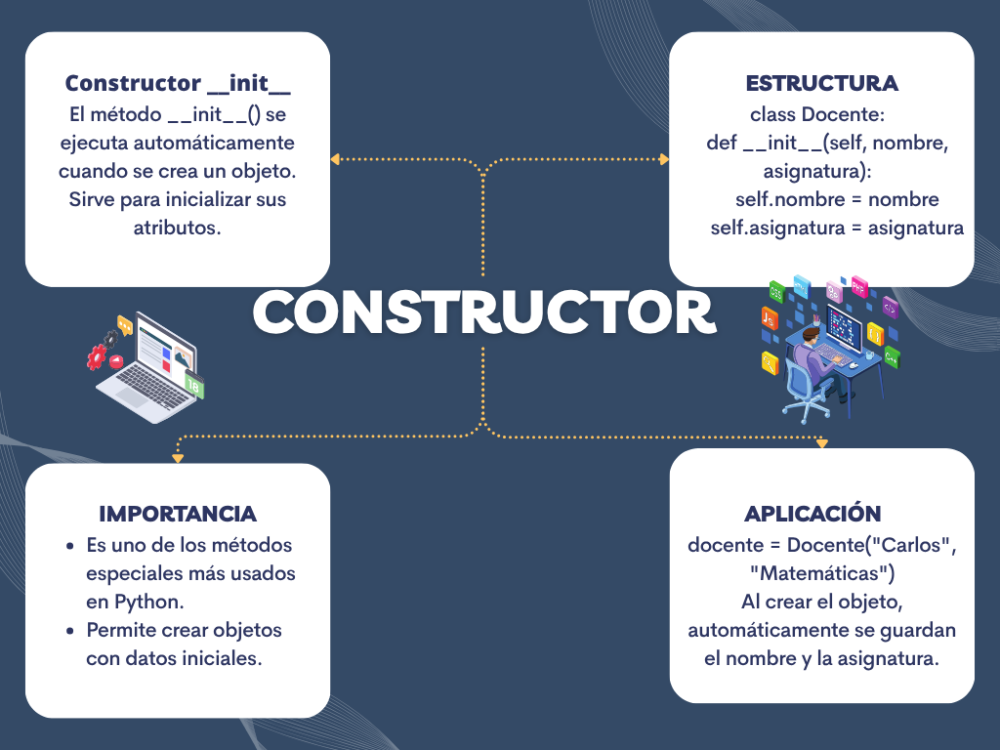 Constructor __init__
El método __init__() se
ejecuta automáticamente
cuando se crea un objeto.
Sirve para inicializar sus
atributos.
ESTRUCTURA
class Docente:
def __init__(self, nombre,
asignatura):
self.nombre = nombre
self.asignatura = asignatura
CONSTRUCTOR
PHP
Js
C++
18
IMPORTANCIA
• Es uno de los métodos
especiales más usados
en Python.
• Permite crear objetos
con datos iniciales.
APLICACIÓN
docente = Docente("Carlos",
"Matemáticas")
Al crear el objeto,
automáticamente se guardan
el nombre y la asignatura.